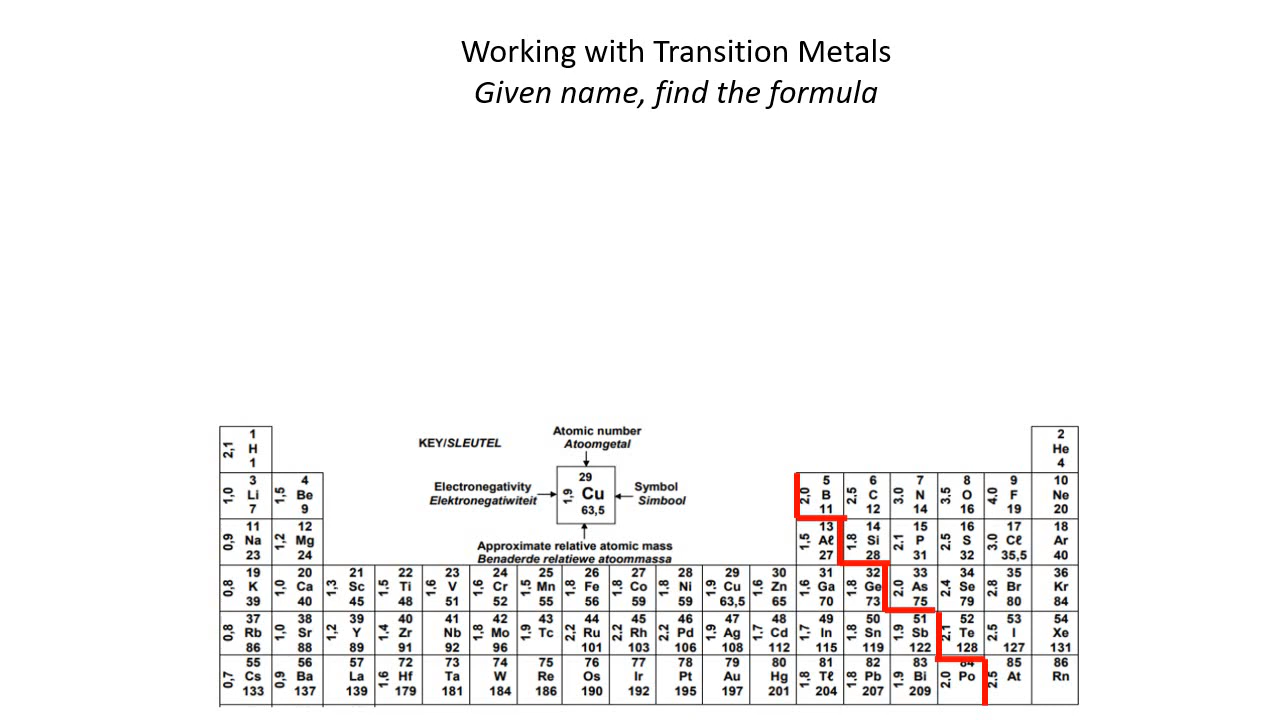 Working with Transition Metals
Given name, find the formula
KEY/SLEUTEL
Atomic number
Atoomgetal
Electronegativity
Elektronegatiwiteit
29
1,9
Cu
63,5
Symbol
Simbool
Approximate relative atomic mass
Benaderde relatiewe atoommassa
2,1 1 H 1
2 He 4
1,0 3 Li 7
1,5 4 Be 9
2,0 5 B 11
2,5 6 C 12
3,0 7 N 14
3,5 8 O 16
4,0 9 F 19
10 Ne 20
0,9 11 Na 23
1,2 12 Mg 24
1,5 13 Aℓ 27
1,8 14 Si 28
2,1 15 P 31
2,5 16 S 32
3,0 17 Cℓ 35,5
18 Ar 40
0,8 19 K 39
1,0 20 Ca 40
1,3 21 Sc 45
1,5 22 Ti 48
1,6 23 V 51
1,6 24 Cr 52
1,5 25 Mn 55
1,8 26 Fe 56
1,8 27 Co 59
1,8 28 Ni 59
1,9 29 Cu 63,5
1,6 30 Zn 65
1,6 31 Ga 70
1,8 32 Ge 73
2,0 33 As 75
2,4 34 Se 79
2,8 35 Br 80
36 Kr 84
0,8 37 Rb 86
1,0 38 Sr 88
1,2 39 Y 89
1,4 40 Zr 91
41 Nb 92
1,8 42 Mo 96
1,9 43 Tc
2,2 44 Ru 101
2,2 45 Rh 103
2,2 46 Pd 106
1,9 47 Ag 108
1,7 48 Cd 112
1,7 49 In 115
1,8 50 Sn 119
1,9 51 Sb 122
2,1 52 Te 128
2,5 53 I 127
54 Xe 131
0,7 55 Cs 133
0,9 56 Ba 137
57 La 139
1,6 72 Hf 179
73 Ta 181
74 W 184
75 Re 186
76 Os 190
77 Ir 192
78 Pt 195
79 Au 197
80 Hg 201
1,8 81 Tℓ 204
1,8 82 Pb 207
1,9 83 Bi 209
2,0 84 Po
2,5 85 At
86 Rn